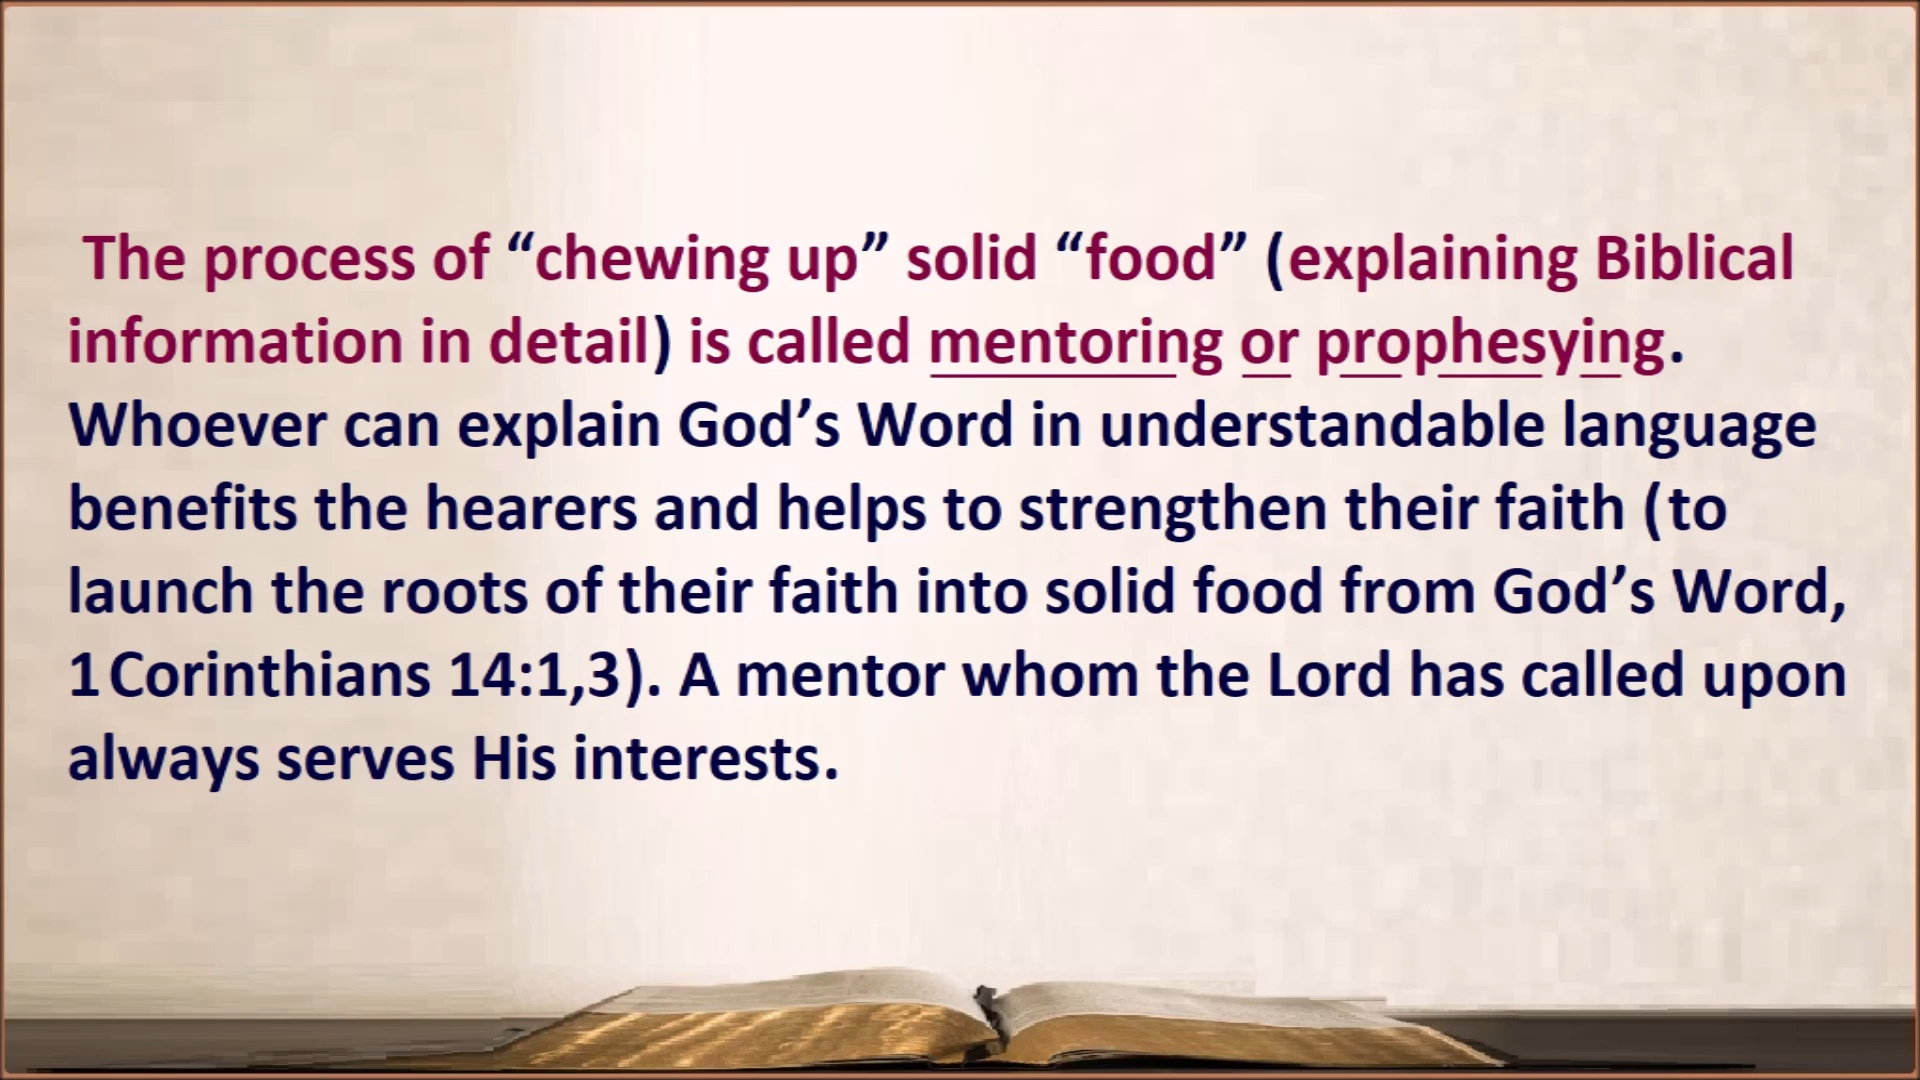 The process of “chewing up” solid “food” (explaining Biblical
information in detail) is called mentoring or prophesying.
Whoever can explain God’s Word in understandable language
benefits the hearers and helps to strengthen their faith (to
launch the roots of their faith into solid food from God’s Word,
1 Corinthians 14:1,3). A mentor whom the Lord has called upon
always serves His interests.